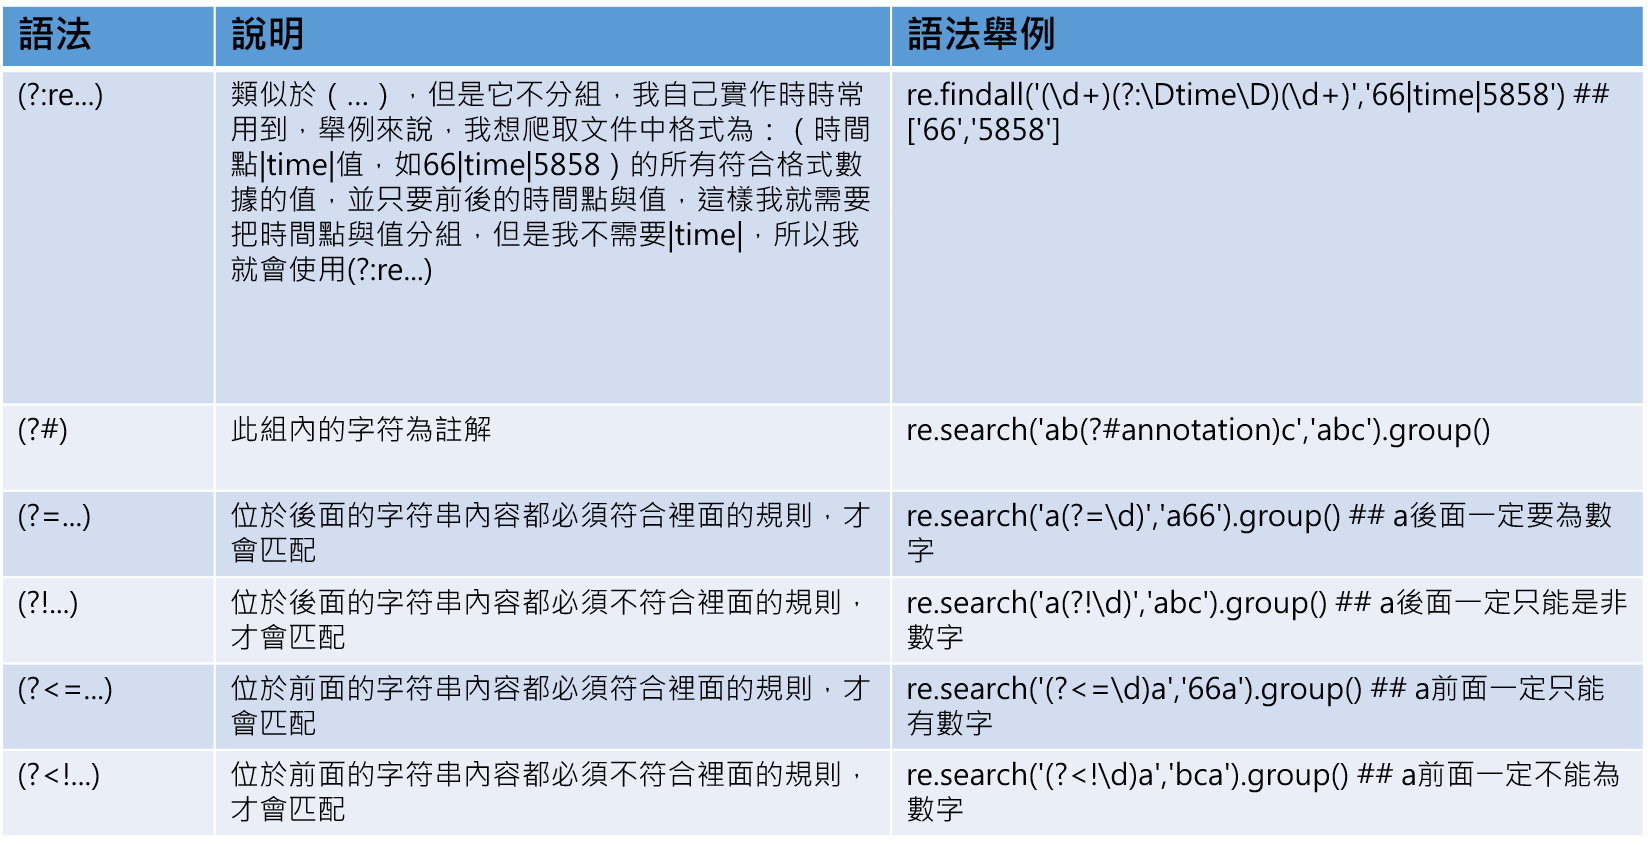 語法
說明
語法舉例
(?:re...)
類似於（...），但是它不分組，我自己實作時時常
用到，舉例來說，我想爬取文件中格式為：（時間
點|time|值，如66|time|5858）的所有符合格式數
據的值，並只要前後的時間點與值，這樣我就需要
把時間點與值分組，但是我不需要|time|，所以我
就會使用(?:re...)
re.findall('(\d+)(?:\Dtime\D)(\d+)','66|time|5858') ##
['66','5858']
(?#)
此組內的字符為註解
re.search('ab(?#annotation)c','abc').group()
(?=...)
位於後面的字符串內容都必須符合裡面的規則，才
會匹配
re.search('a(?=\d)','a66').group() ## a後面一定要為數
字
(?!...)
位於後面的字符串內容都必須不符合裡面的規則，
才會匹配
re.search('a(?!\d)','abc').group() ## a後面一定只能是非
數字
(?<=...)
位於前面的字符串內容都必須符合裡面的規則，才
會匹配
re.search('(?<=\d)a','66a').group() ## a前面一定只能
有數字
(?<!...)
位於前面的字符串內容都必須不符合裡面的規則，
才會匹配
re.search('(?<!\d)a','bca').group() ## a前面一定不能為
數字